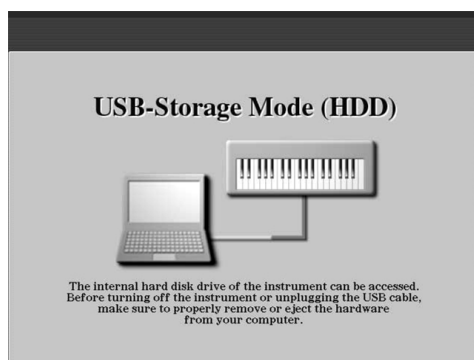 USB-Storage Mode (HDD)
The internal hard disk drive of the instrument can be accessed.
Before turning off the instrument or unplugging the USB cable,
make sure to properly remove or eject the hardware
from your computer.